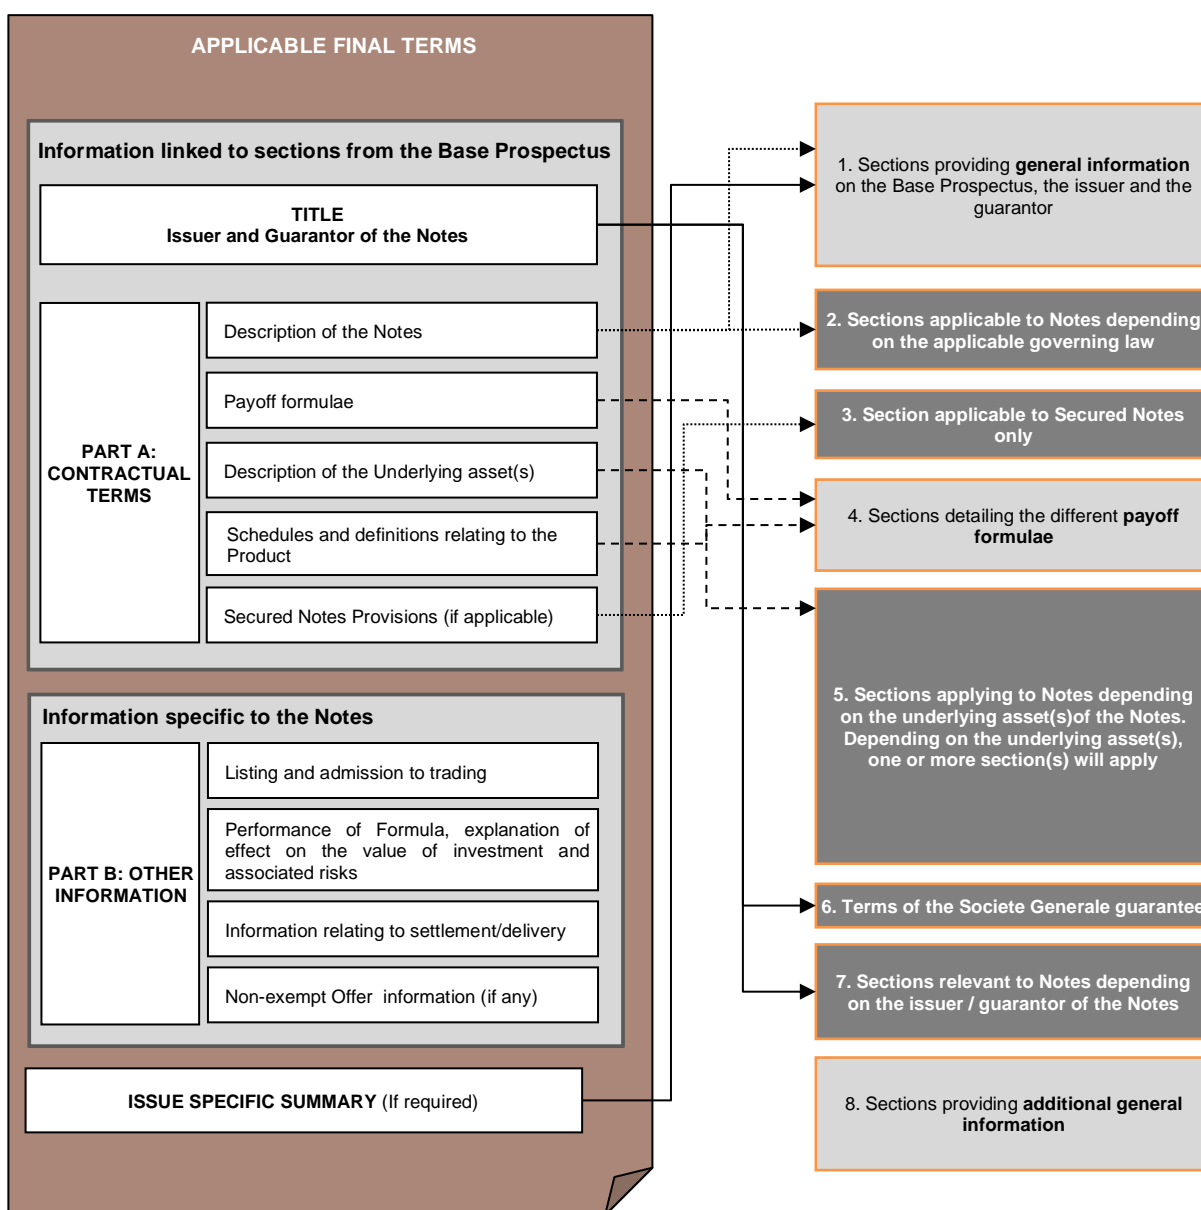 APPLICABLE FINAL TERMS
Information linked to sections from the Base Prospectus
TITLE
Issuer and Guarantor of the Notes
PART A:
CONTRACTUAL
TERMS
Description of the Notes
Payoff formulae
Description of the Underlying asset(s)
Schedules and definitions relating to the
Product
Secured Notes Provisions (if applicable)
Information specific to the Notes
PART B: OTHER
INFORMATION
Listing and admission to trading
Performance of Formula, explanation of
effect on the value of investment and
associated risks
Information relating to settlement/delivery
Non-exempt Offer information (if any)
ISSUE SPECIFIC SUMMARY (If required)
1. Sections providing general information
on the Base Prospectus, the issuer and the
guarantor
2. Sections applicable to Notes depending
on the applicable governing law
3. Section applicable to Secured Notes
only
4. Sections detailing the different payoff
formulae
5. Sections applying to Notes depending
on the underlying asset(s)of the Notes.
Depending on the underlying asset(s),
one or more section(s) will apply
6. Terms of the Societe Generale guarantee
7. Sections relevant to Notes depending
on the issuer / guarantor of the Notes
8. Sections providing additional general
information